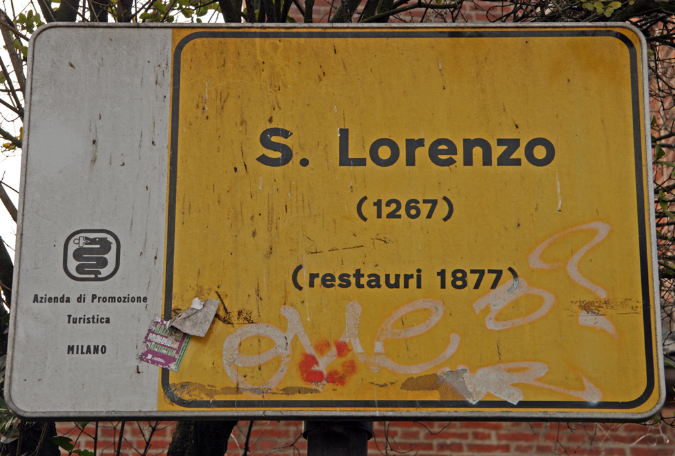 S. Lorenzo
(1267)
(restauri 1877)
Azienda di Promozione
Turistica
MILANO